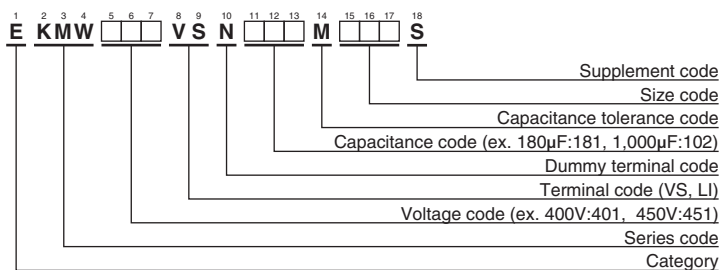 1 2 3 4 5 6 7 8 9 10 11 12 13 14 15 16 17 18
E KMW □□□ VS N □□□ M □□□ S
Supplement code
Size code
Capacitance tolerance code
Capacitance code (ex. 180µF:181, 1,000µF:102)
Dummy terminal code
Terminal code (VS, LI)
Voltage code (ex. 400V:401, 450V:451)
Series code
Category